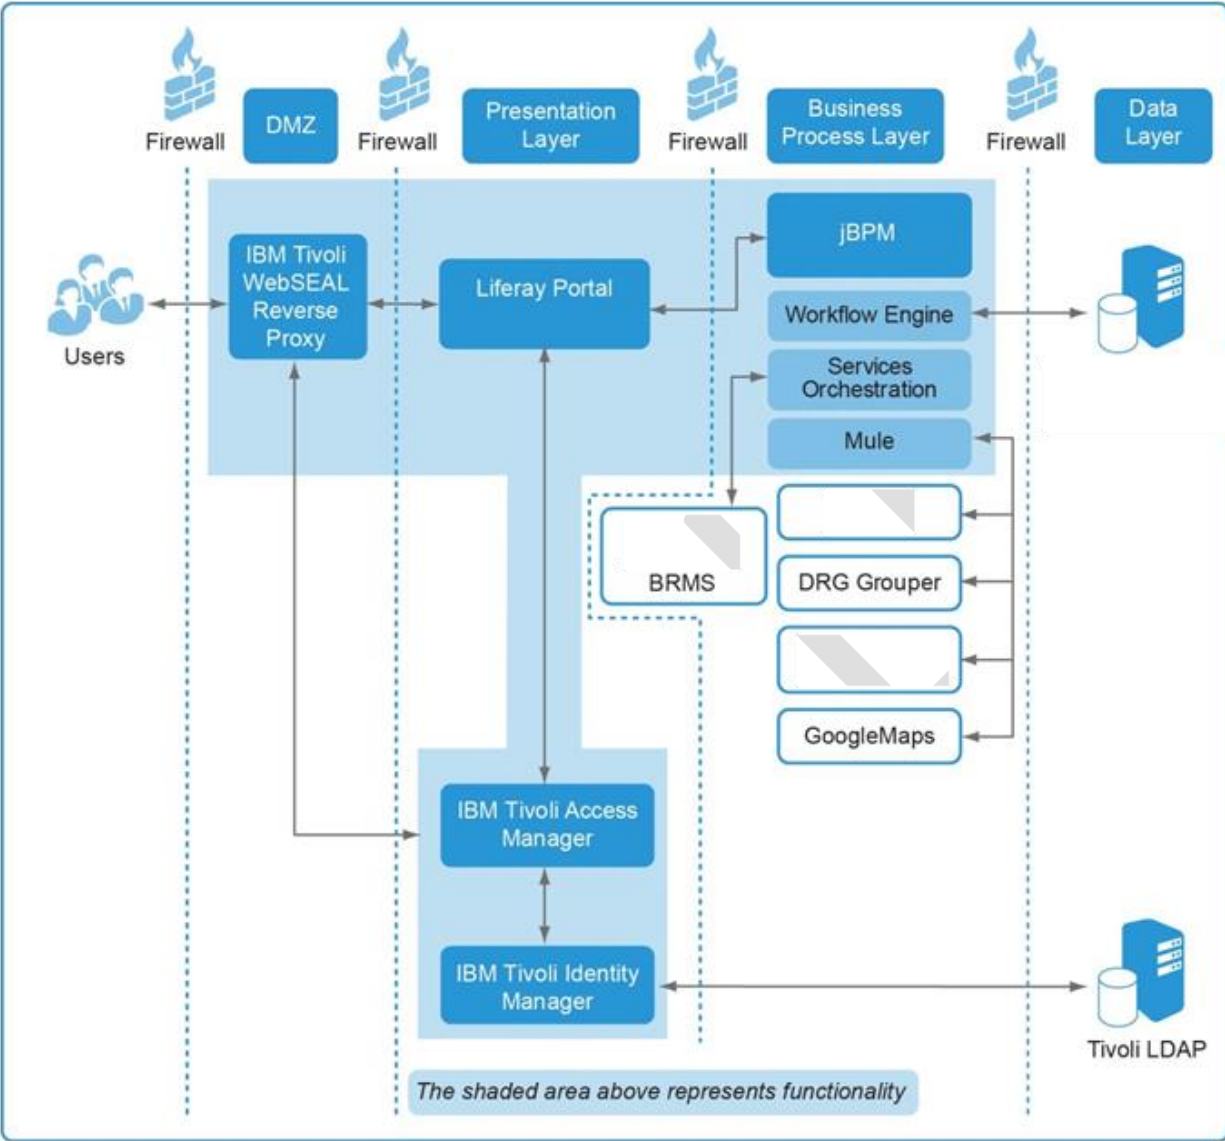 Firewall
DMZ
Firewall
Presentation
Layer
Firewall
Business
Process Layer
Firewall
Data
Layer
Users
IBM Tivoli
WebSEAL
Reverse
Proxy
Liferay Portal
jBPM
Workflow Engine
Services
Orchestration
Mule
BRMS
DRG Grouper
GoogleMaps
IBM Tivoli Access
Manager
IBM Tivoli Identity
Manager
Tivoli LDAP
The shaded area above represents functionality